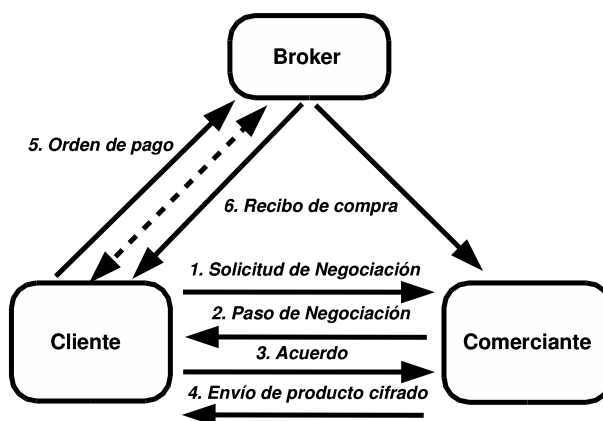 Broker
5. Orden de pago
6. Recibo de compra
1. Solicitud de Negociación
2. Paso de Negociación
Cliente
Comerciante
3. Acuerdo
4. Envío de producto cifrado